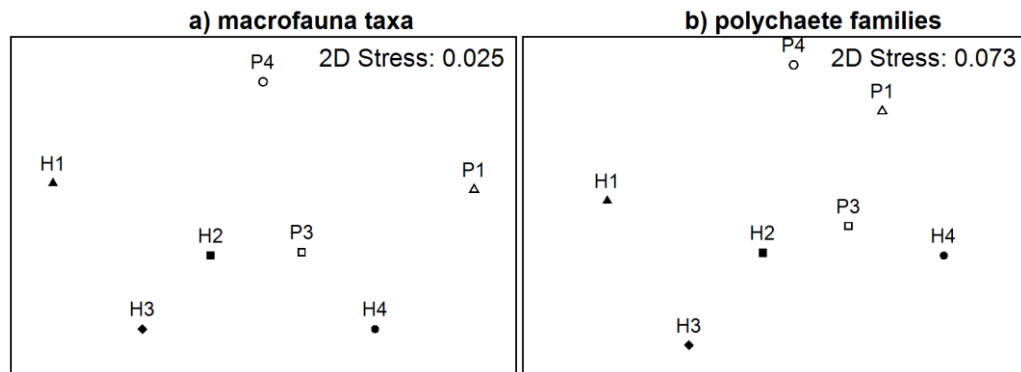 a) macrofauna taxa
2D Stress: 0.025
P4
H1
P1
H2
P3
H3
H4
b) polychaete families
2D Stress: 0.073
P4
P1
H1
P3
H2
H4
H3